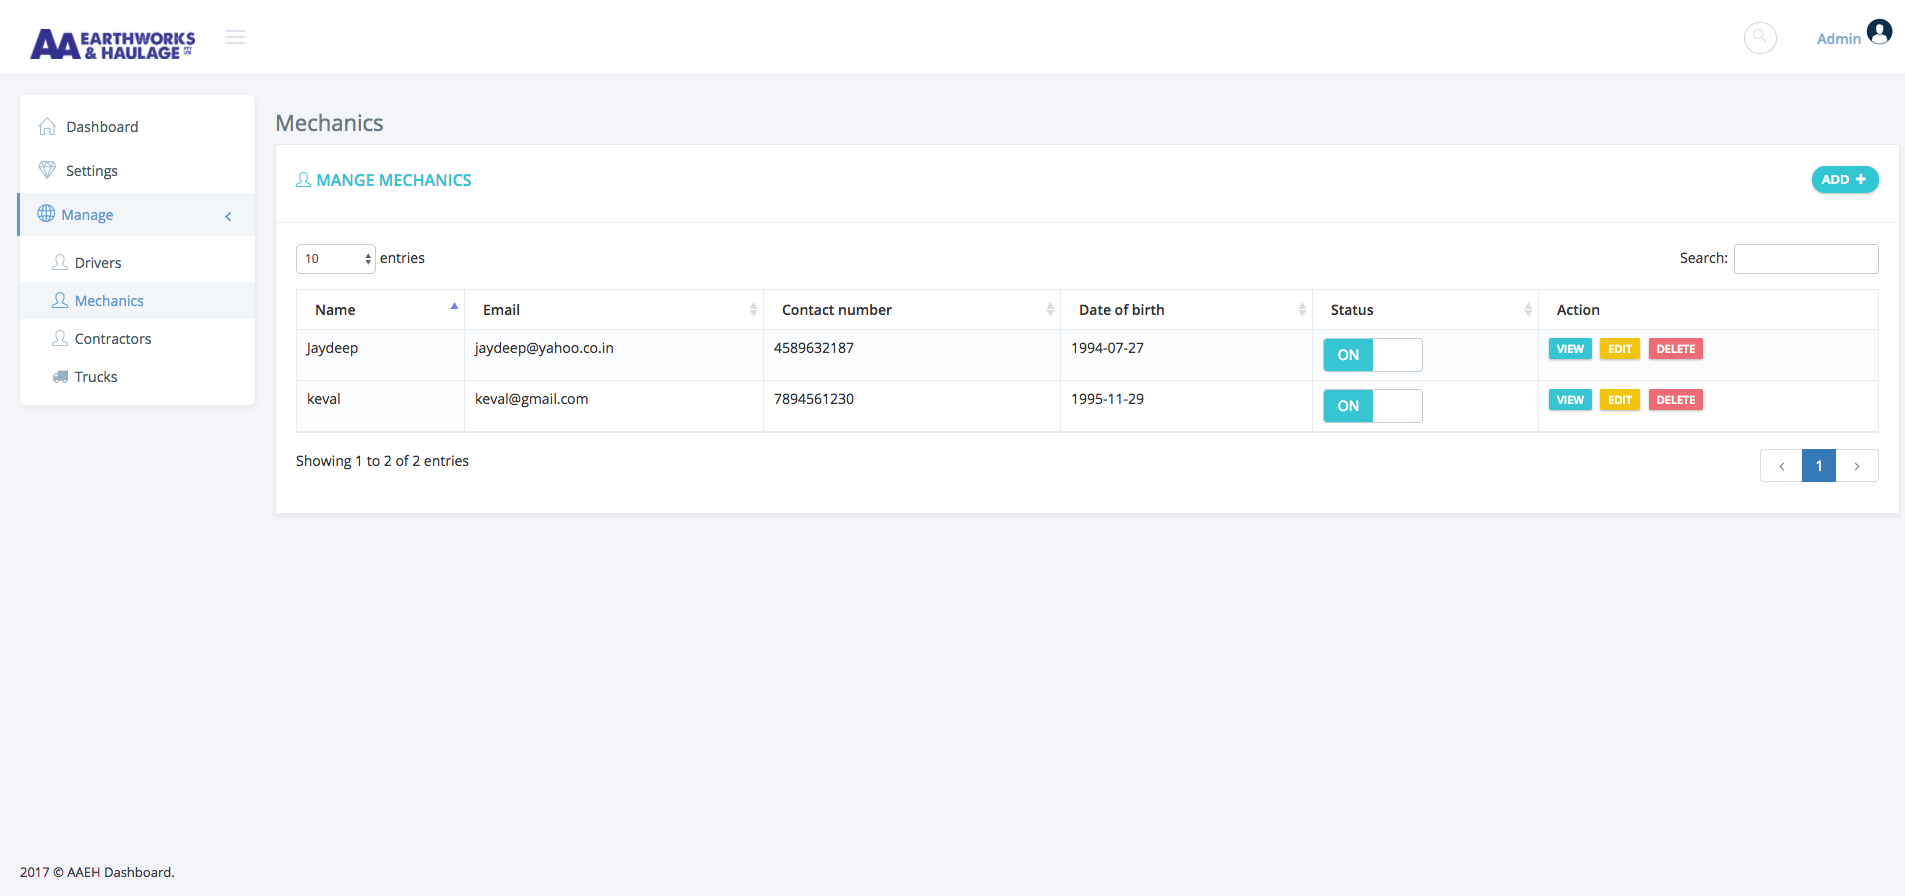 AA EARTHWORKS
& HAULAGE PTY LTD
Admin
Dashboard
Settings
Manage
Drivers
Mechanics
Contractors
Trucks
Mechanics
MANGE MECHANICS
ADD +
10 entries
Search:
Name Email Contact number Date of birth Status Action
Jaydeep jaydeep@yahoo.co.in 4589632187 1994-07-27 ON VIEW EDIT DELETE
keval keval@gmail.com 7894561230 1995-11-29 ON VIEW EDIT DELETE
Showing 1 to 2 of 2 entries
‹ 1 ›
2017 © AAEH Dashboard.